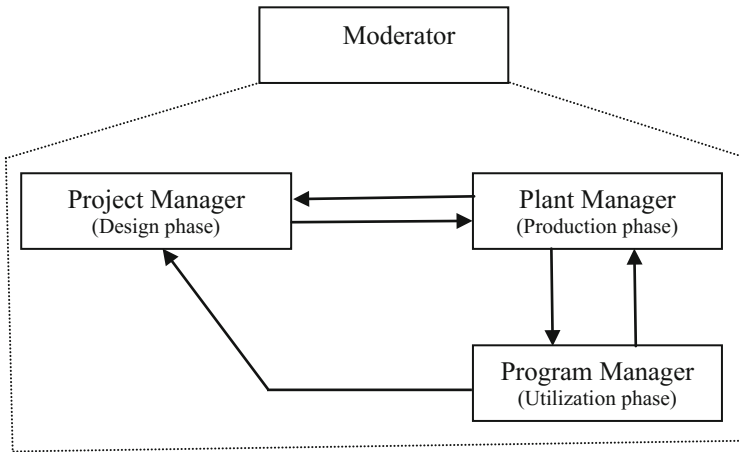 Moderator
Project Manager
(Design phase)
Plant Manager
(Production phase)
Program Manager
(Utilization phase)